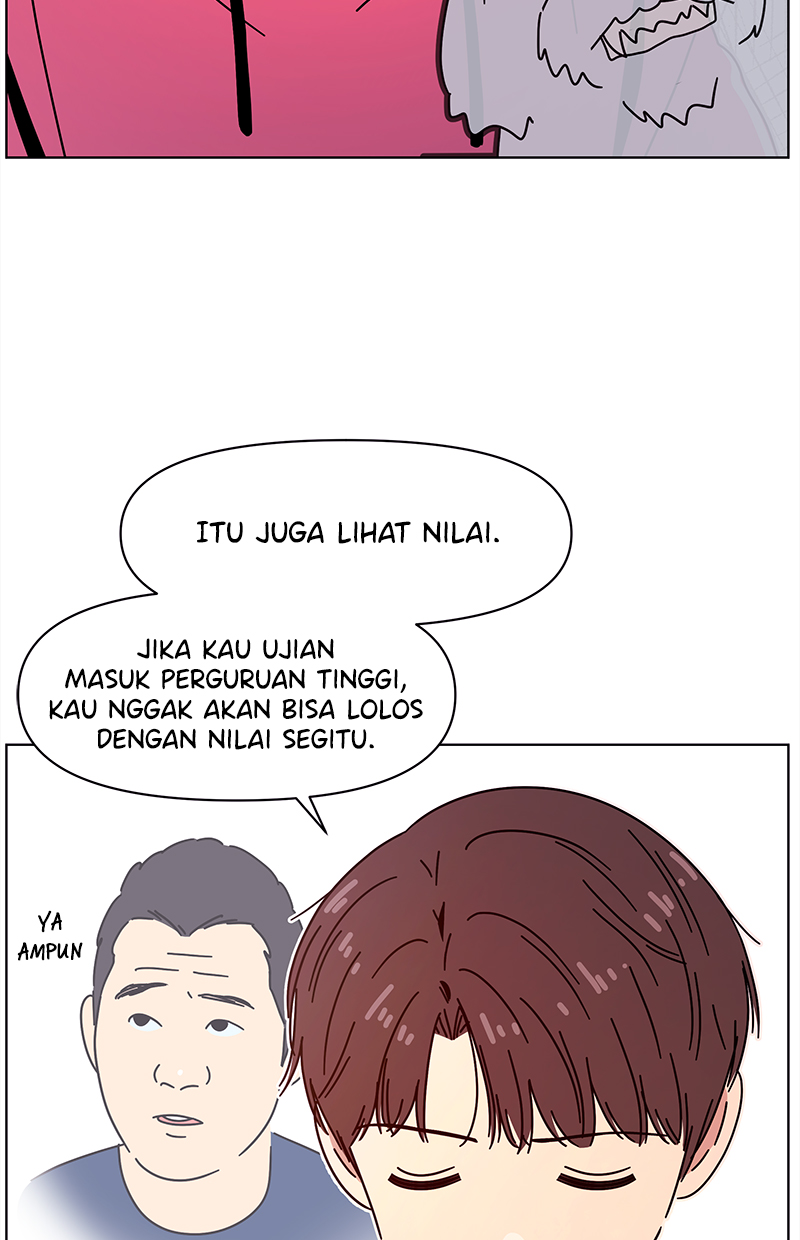 ITU JUGA LIHAT NILAI.
JIKA KAU UJIAN
MASUK PERGURUAN TINGGI,
KAU NGGAK AKAN BISA LOLOS
DENGAN NILAI SEGITU.
YA
AMPUN